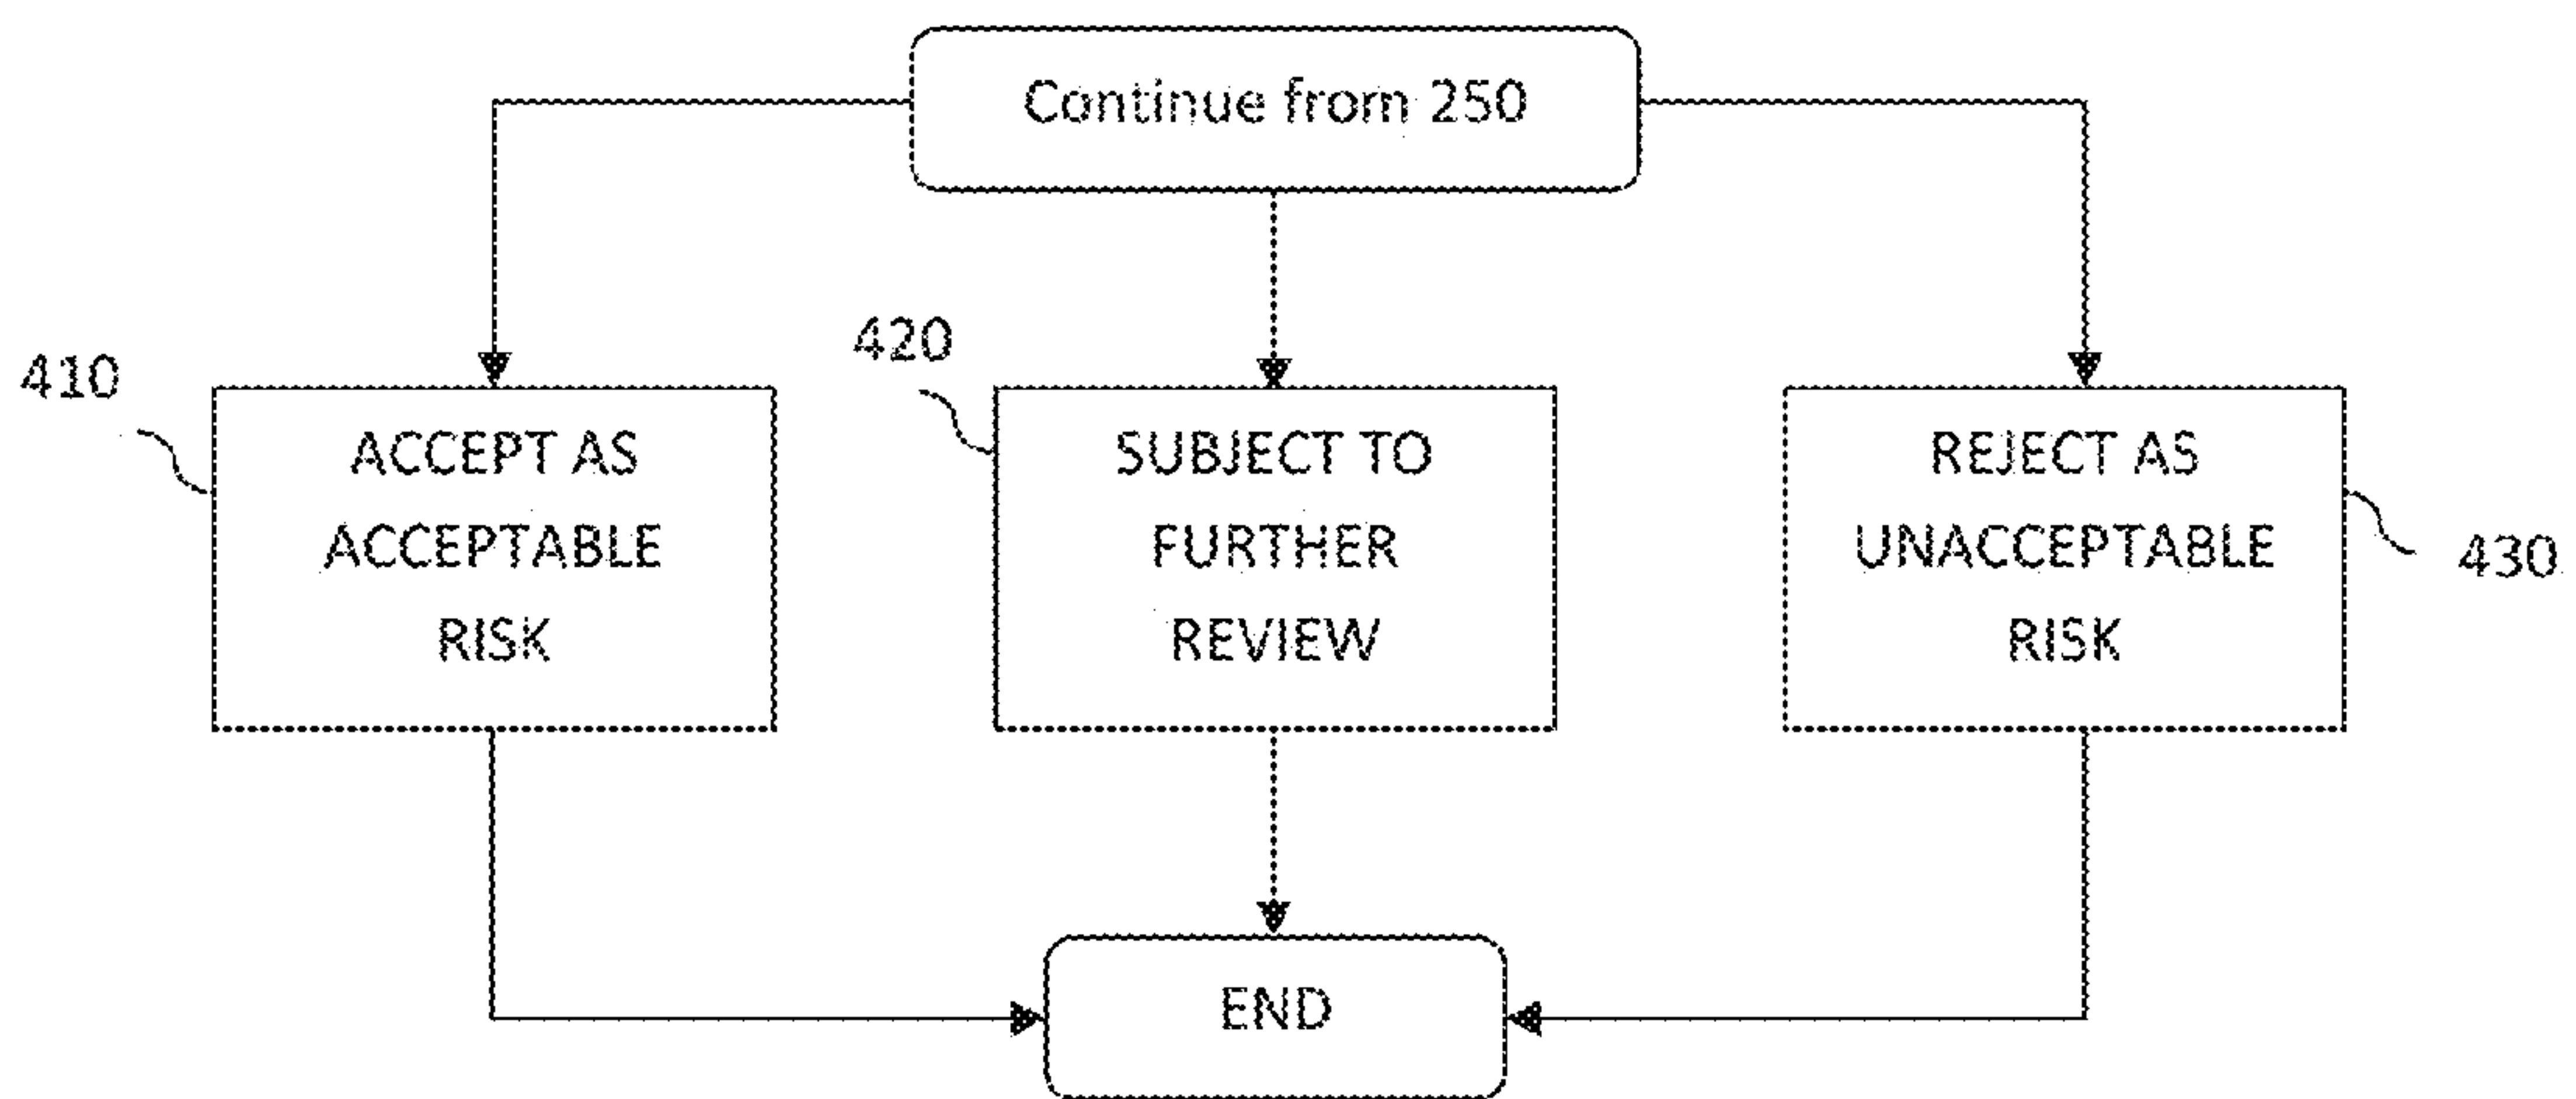 Continue from 250
410
ACCEPT AS
ACCEPTABLE
RISK
420
SUBJECT TO
FURTHER
REVIEW
REJECT AS
UNACCEPTABLE
RISK
430
END